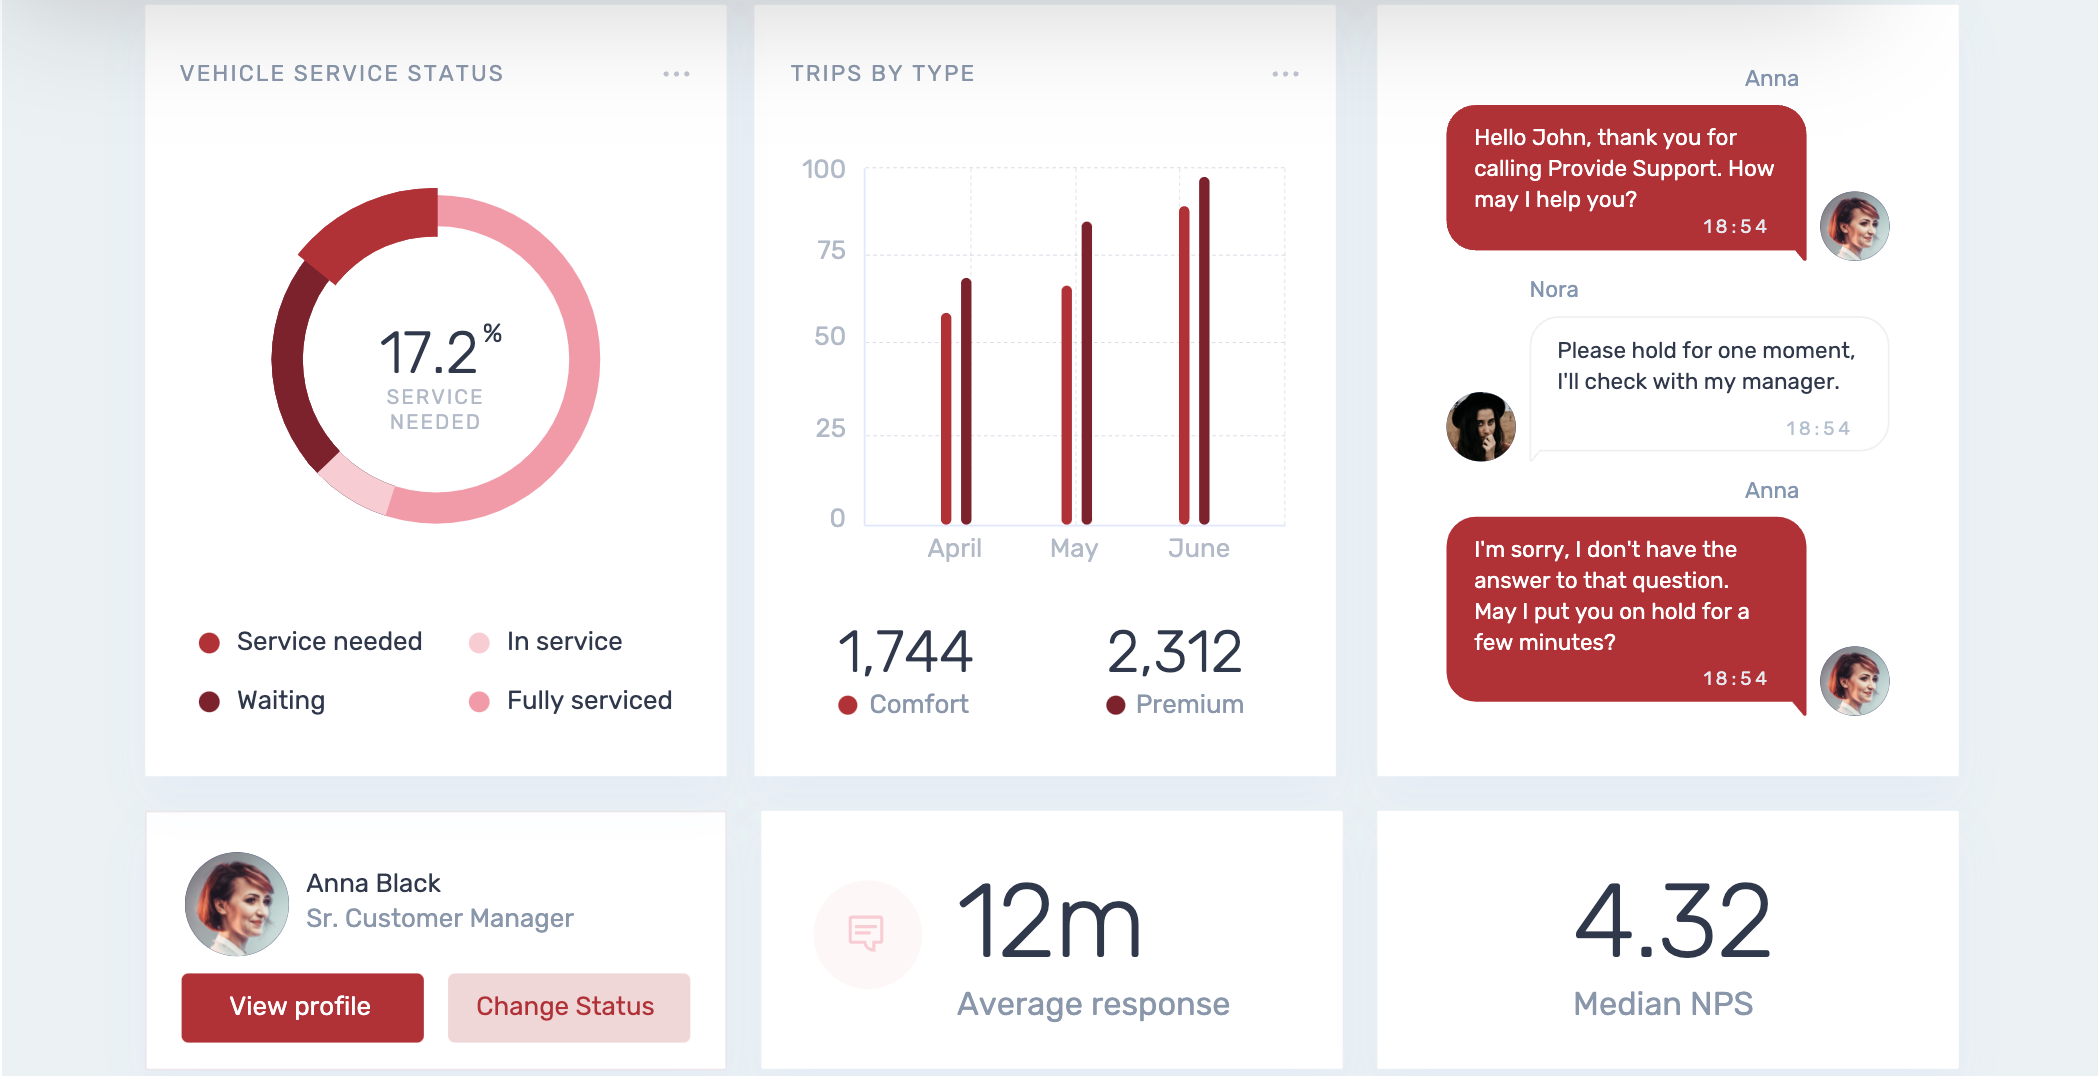 VEHICLE SERVICE STATUS
17.2%
SERVICE
NEEDED
Service needed
In service
Waiting
Fully serviced
TRIPS BY TYPE
100
75
50
25
0
April May June
1,744
Comfort
2,312
Premium
Anna
Hello John, thank you for
calling Provide Support. How
may I help you?
18:54
Nora
Please hold for one moment,
I'll check with my manager.
18:54
Anna
I'm sorry, I don't have the
answer to that question.
May I put you on hold for a
few minutes?
18:54
Anna Black
Sr. Customer Manager
View profile
Change Status
12m
Average response
4.32
Median NPS